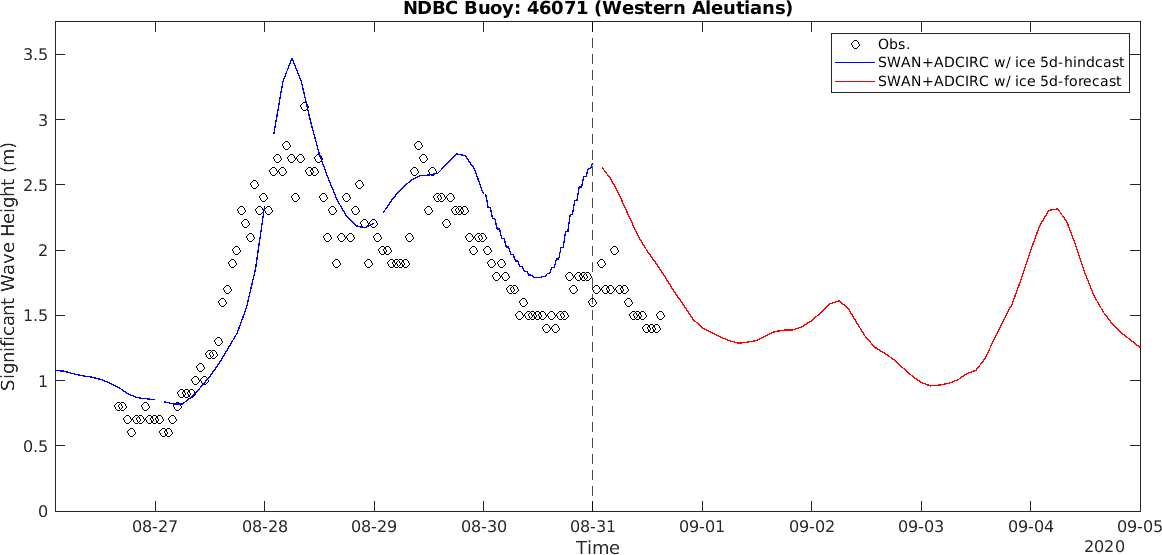 NDBC Buoy: 46071 (Western Aleutians)
Obs.
SWAN+ADCIRC w/ ice 5d-hindcast
SWAN+ADCIRC w/ ice 5d-forecast
Significant Wave Height (m)
3.5
3
2.5
2
1.5
1
0.5
0
08-27 08-28 08-29 08-30 08-31 09-01 09-02 09-03 09-04 09-05
Time
2020